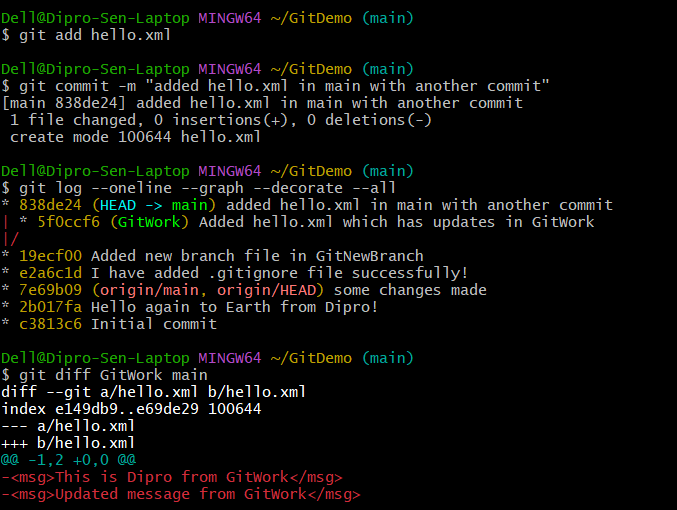 Dell@Dipro-Sen-Laptop MINGW64 ~/GitDemo (main)
$ git add hello.xml
Dell@Dipro-Sen-Laptop MINGW64 ~/GitDemo (main)
$ git commit -m "added hello.xml in main with another commit"
[main 838de24] added hello.xml in main with another commit
 1 file changed, 0 insertions(+), 0 deletions(-)
 create mode 100644 hello.xml
Dell@Dipro-Sen-Laptop MINGW64 ~/GitDemo (main)
$ git log --oneline --graph --decorate --all
* 838de24 (HEAD -> main) added hello.xml in main with another commit
| * 5f0ccf6 (GitWork) Added hello.xml which has updates in GitWork
|/
* 19ecf00 Added new branch file in GitNewBranch
* e2a6c1d I have added .gitignore file successfully!
* 7e69b09 (origin/main, origin/HEAD) some changes made
* 2b017fa Hello again to Earth from Dipro!
* c3813c6 Initial commit
Dell@Dipro-Sen-Laptop MINGW64 ~/GitDemo (main)
$ git diff GitWork main
diff --git a/hello.xml b/hello.xml
index e149db9..e69de29 100644
--- a/hello.xml
+++ b/hello.xml
@@ -1,2 +0,0 @@
-<msg>This is Dipro from GitWork</msg>
-<msg>Updated message from GitWork</msg>